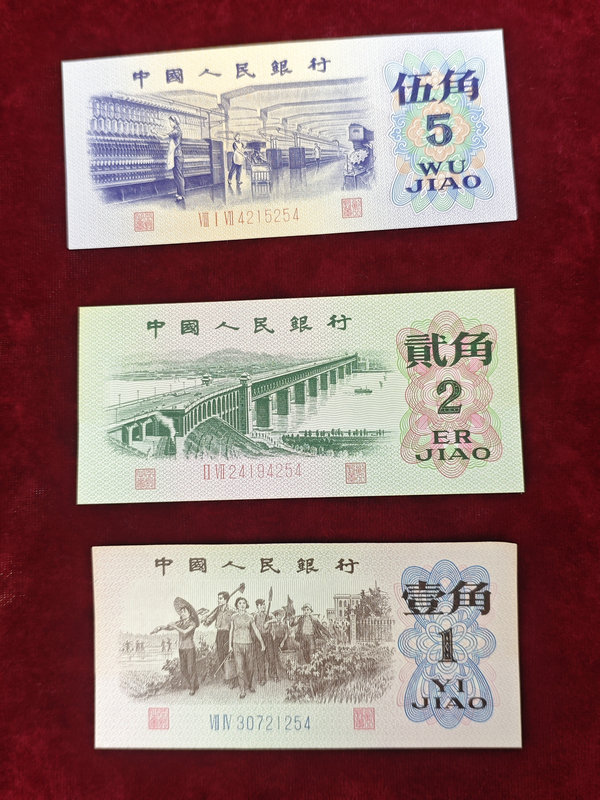 中國人民銀行
伍角
5
WU
JIAO
VIII I VII 4215254
中國人民銀行
貳角
2
ER
JIAO
II VII 24194254
中國人民銀行
壹角
1
YI
JIAO
VII IV 30721254